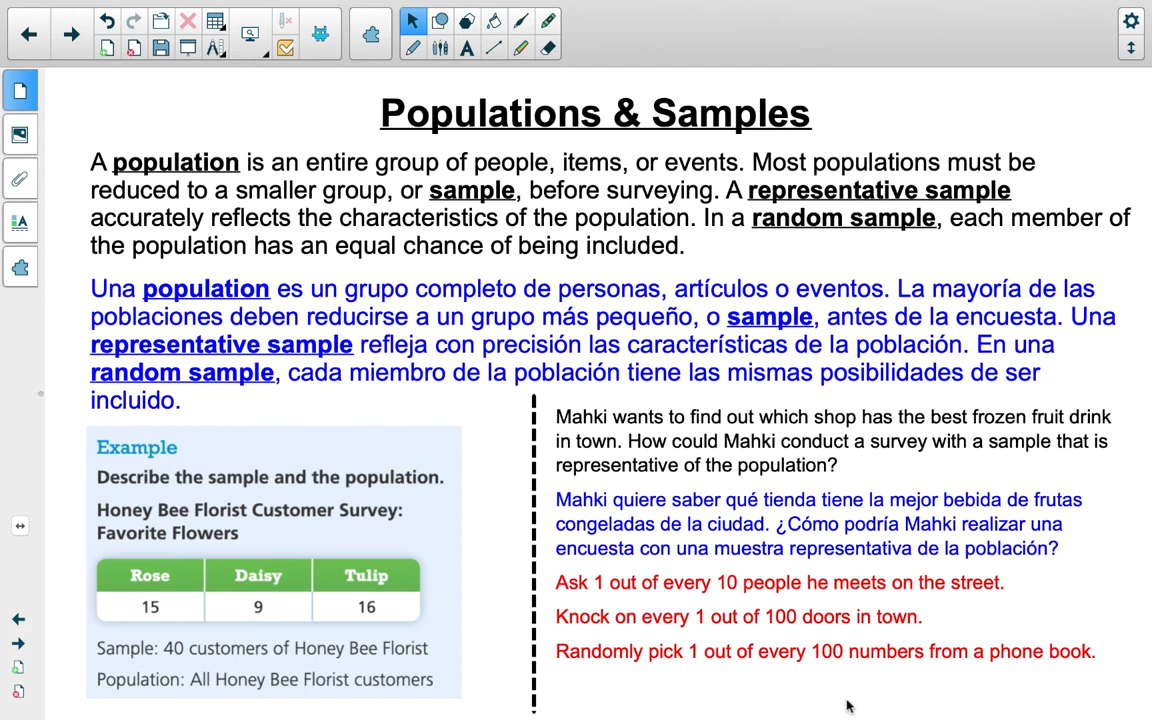 Populations & Samples
A population is an entire group of people, items, or events. Most populations must be
reduced to a smaller group, or sample, before surveying. A representative sample
accurately reflects the characteristics of the population. In a random sample, each member of
the population has an equal chance of being included.
Una population es un grupo completo de personas, artículos o eventos. La mayoría de las
poblaciones deben reducirse a un grupo más pequeño, o sample, antes de la encuesta. Una
representative sample refleja con precisión las características de la población. En una
random sample, cada miembro de la población tiene las mismas posibilidades de ser
incluido.
Example
Describe the sample and the population.
Honey Bee Florist Customer Survey:
Favorite Flowers
Rose Daisy Tulip
15 9 16
Sample: 40 customers of Honey Bee Florist
Population: All Honey Bee Florist customers
Mahki wants to find out which shop has the best frozen fruit drink
in town. How could Mahki conduct a survey with a sample that is
representative of the population?
Mahki quiere saber qué tienda tiene la mejor bebida de frutas
congeladas de la ciudad. ¿Cómo podría Mahki realizar una
encuesta con una muestra representativa de la población?
Ask 1 out of every 10 people he meets on the street.
Knock on every 1 out of 100 doors in town.
Randomly pick 1 out of every 100 numbers from a phone book.